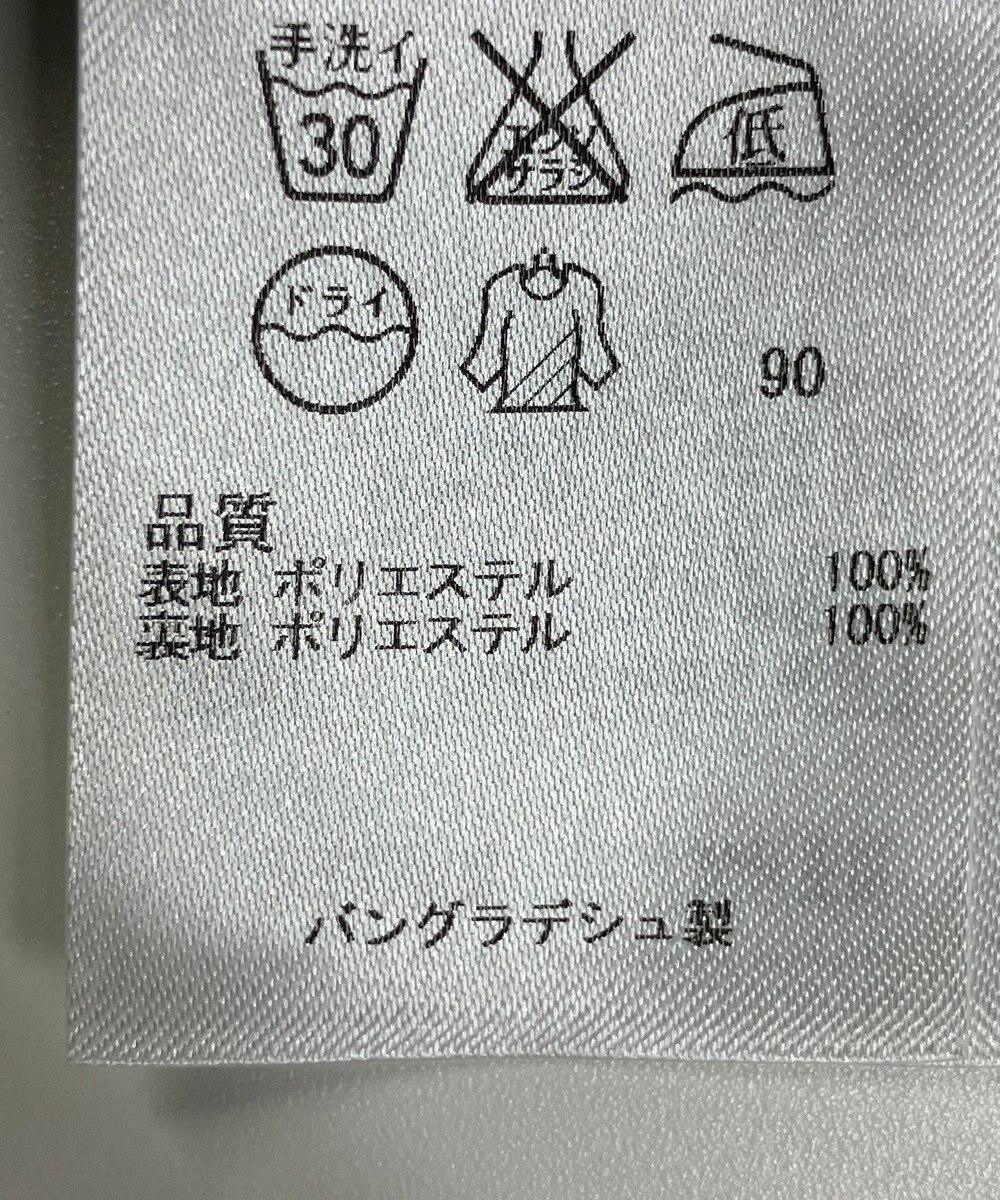 手洗イ
30
エンソ
サラシ
低
ドライ
90
品質
表地 ポリエステル 100%
裏地 ポリエステル 100%
バングラデシュ製